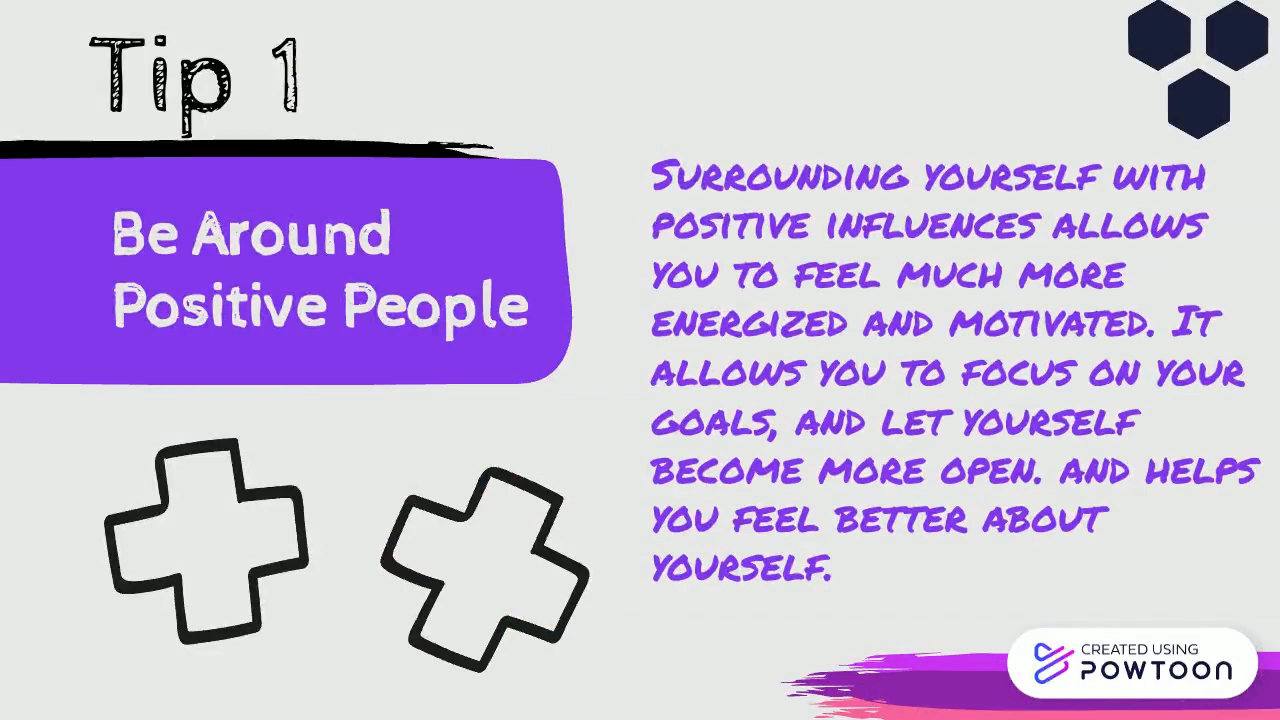 Tip 1
Be Around
Positive People
SURROUNDING YOURSELF WITH
POSITIVE INFLUENCES ALLOWS
YOU TO FEEL MUCH MORE
ENERGIZED AND MOTIVATED. IT
ALLOWS YOU TO FOCUS ON YOUR
GOALS, AND LET YOURSELF
BECOME MORE OPEN. AND HELPS
YOU FEEL BETTER ABOUT
YOURSELF.
CREATED USING
POWTOON